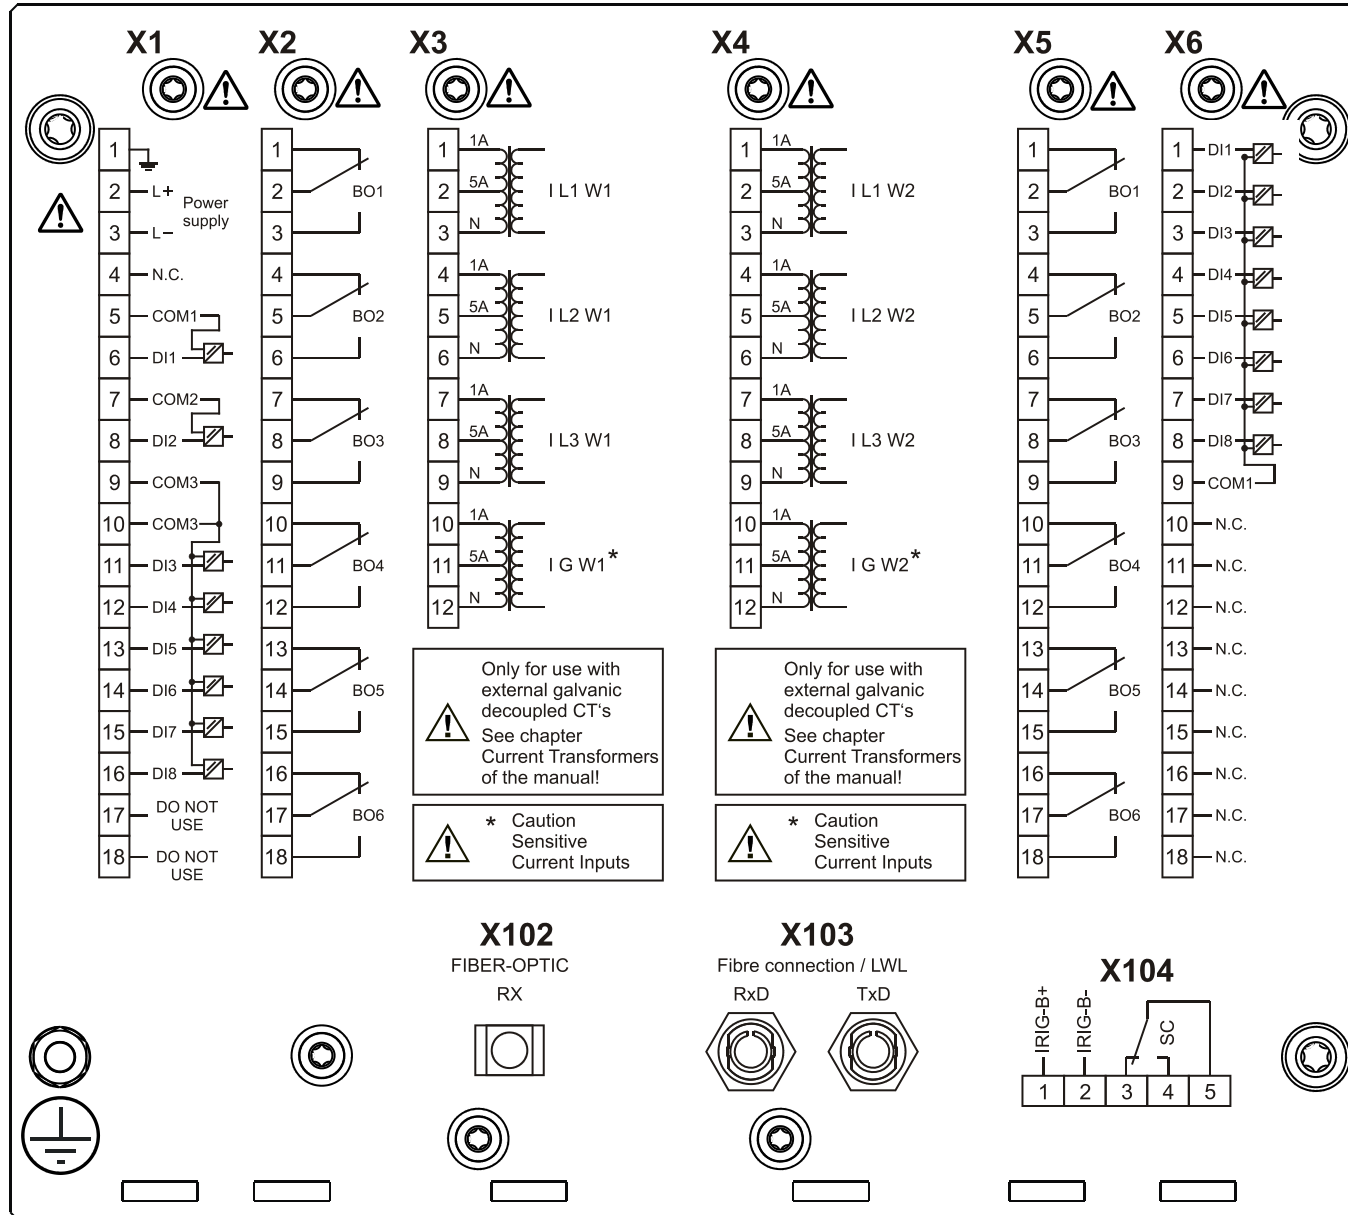 X1
X2
X3
X4
X5
X6
1
2 L+
Power
supply
3 L–
4 N.C.
5 COM1
6 DI1
7 COM2
8 DI2
9 COM3
10 COM3
11 DI3
12 DI4
13 DI5
14 DI6
15 DI7
16 DI8
17 DO NOT
USE
18 DO NOT
USE
1
2 BO1
3
4
5 BO2
6
7
8 BO3
9
10
11 BO4
12
13
14 BO5
15
16
17 BO6
18
1 1A
2 5A I L1 W1
3 N
4 1A
5 5A I L2 W1
6 N
7 1A
8 5A I L3 W1
9 N
10 1A
11 5A I G W1*
12 N
Only for use with
external galvanic
decoupled CT‘s
See chapter
Current Transformers
of the manual!
* Caution
Sensitive
Current Inputs
1 1A
2 5A I L1 W2
3 N
4 1A
5 5A I L2 W2
6 N
7 1A
8 5A I L3 W2
9 N
10 1A
11 5A I G W2*
12 N
Only for use with
external galvanic
decoupled CT‘s
See chapter
Current Transformers
of the manual!
* Caution
Sensitive
Current Inputs
1
2 BO1
3
4
5 BO2
6
7
8 BO3
9
10
11 BO4
12
13
14 BO5
15
16
17 BO6
18
1 DI1
2 DI2
3 DI3
4 DI4
5 DI5
6 DI6
7 DI7
8 DI8
9 COM1
10 N.C.
11 N.C.
12 N.C.
13 N.C.
14 N.C.
15 N.C.
16 N.C.
17 N.C.
18 N.C.
X102
FIBER-OPTIC
RX
X103
Fibre connection / LWL
RxD TxD
X104
IRIG-B+
IRIG-B-
SC
1 2 3 4 5